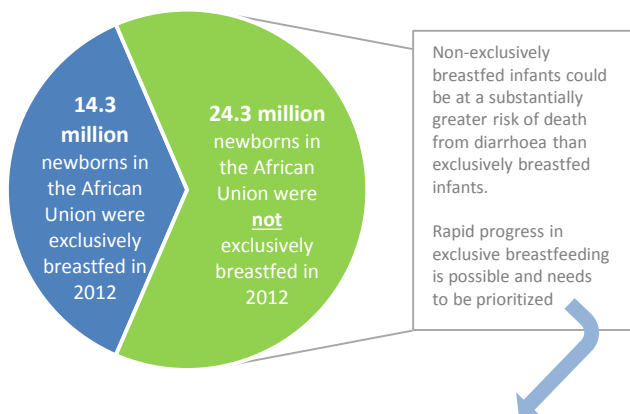 14.3
million
newborns in
the African
Union were
exclusively
breastfed in
2012
24.3 million
newborns in
the African
Union were
not
exclusively
breastfed in
2012
Non-exclusively
breastfed infants could
be at a substantially
greater risk of death
from diarrhoea than
exclusively breastfed
infants.
Rapid progress in
exclusive breastfeeding
is possible and needs
to be prioritized